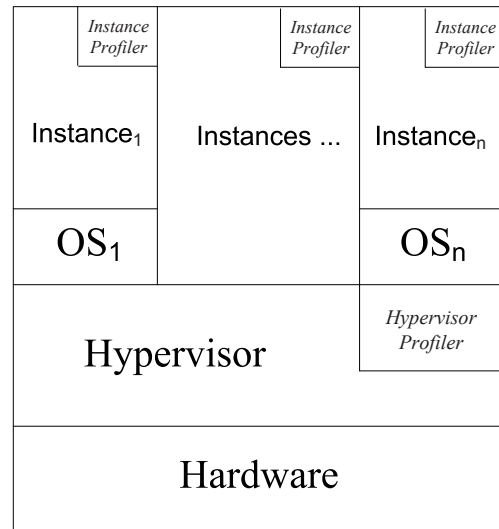 Instance
Profiler
Instance
Profiler
Instance
Profiler
Instance₁
Instances ...
Instanceₙ
OS₁
OSₙ
Hypervisor
Profiler
Hypervisor
Hardware